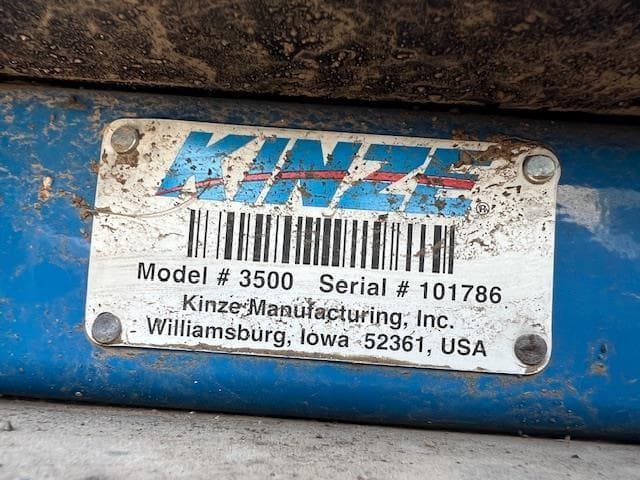 KINZE®
Model # 3500 Serial # 101786
Kinze Manufacturing, Inc.
Williamsburg, Iowa 52361, USA